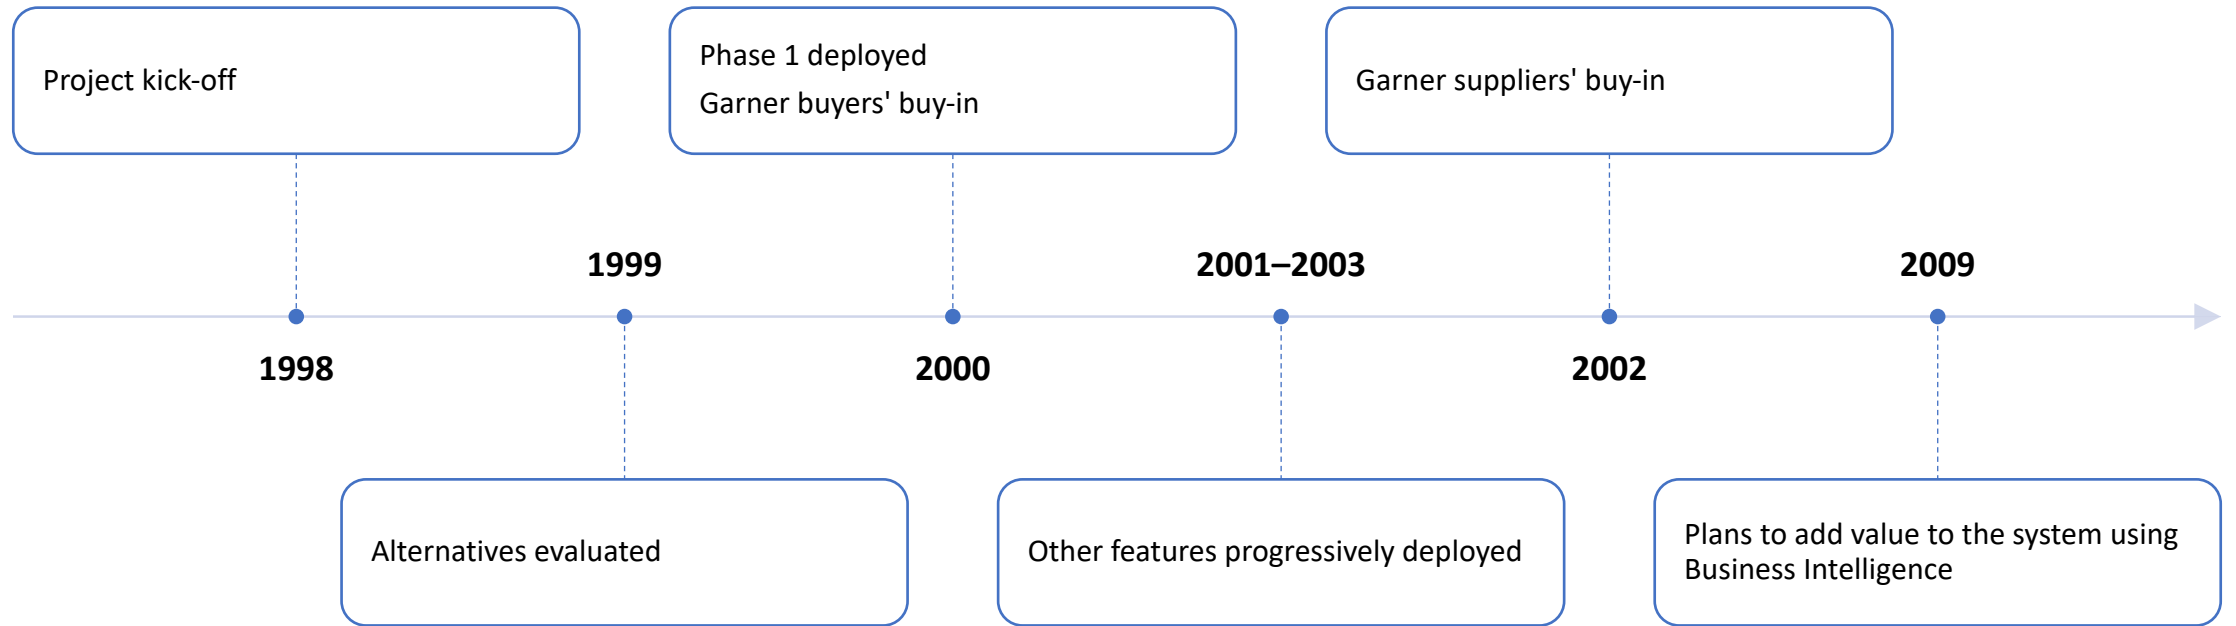 Project kick-off
Phase 1 deployed
Garner buyers' buy-in
Garner suppliers' buy-in
1999
2001–2003
2009
1998
2000
2002
Alternatives evaluated
Other features progressively deployed
Plans to add value to the system using
Business Intelligence